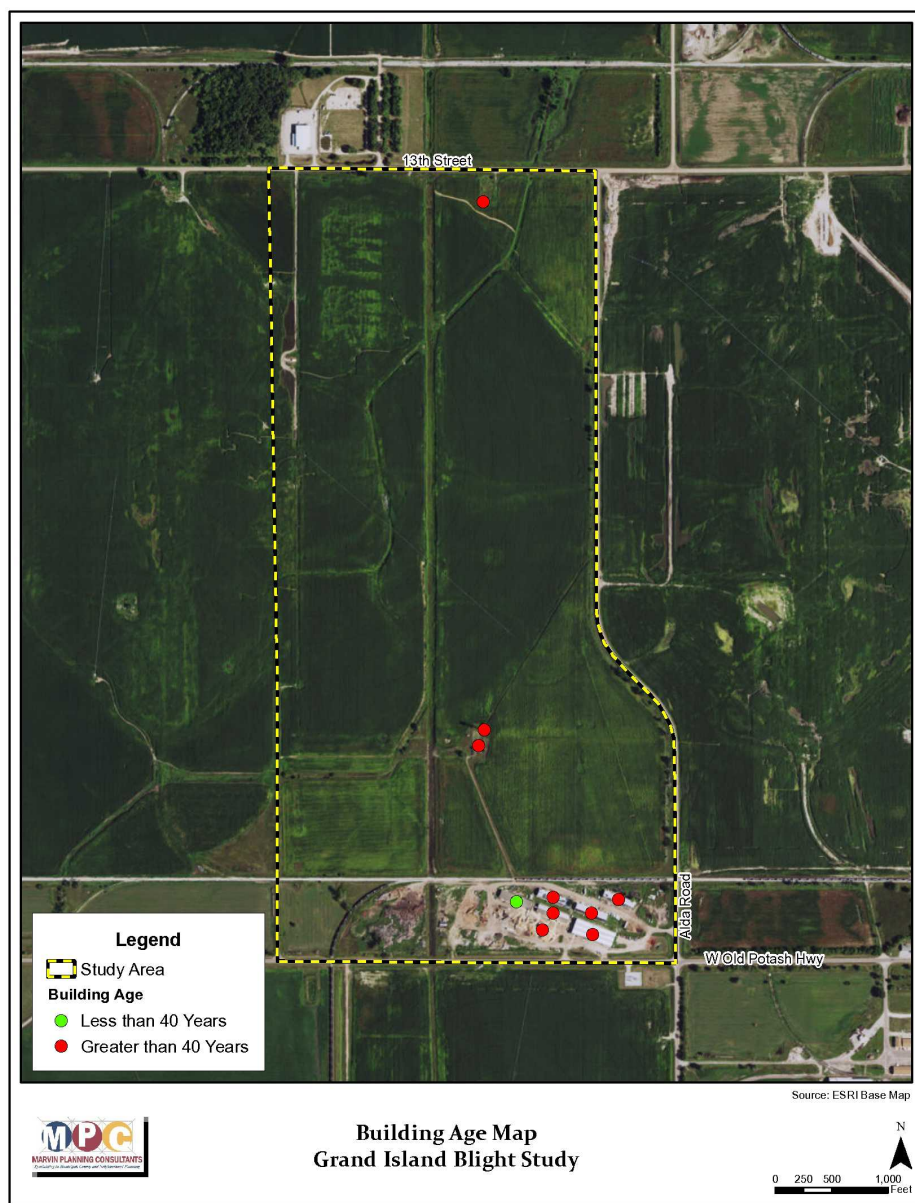 13th Street
Alda Road
W Old Potash Hwy
Legend
Study Area
Building Age
Less than 40 Years
Greater than 40 Years
Source: ESRI Base Map
MPC
MARVIN PLANNING CONSULTANTS
Building Age Map
Grand Island Blight Study
N
0 250 500 1,000
Feet